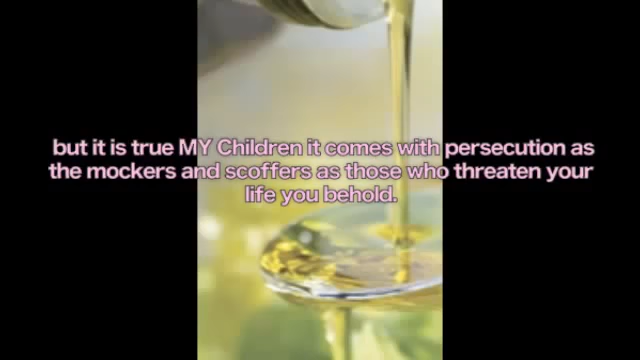 but it is true MY Children it comes with persecution as
the mockers and scoffers as those who threaten your
life you behold.